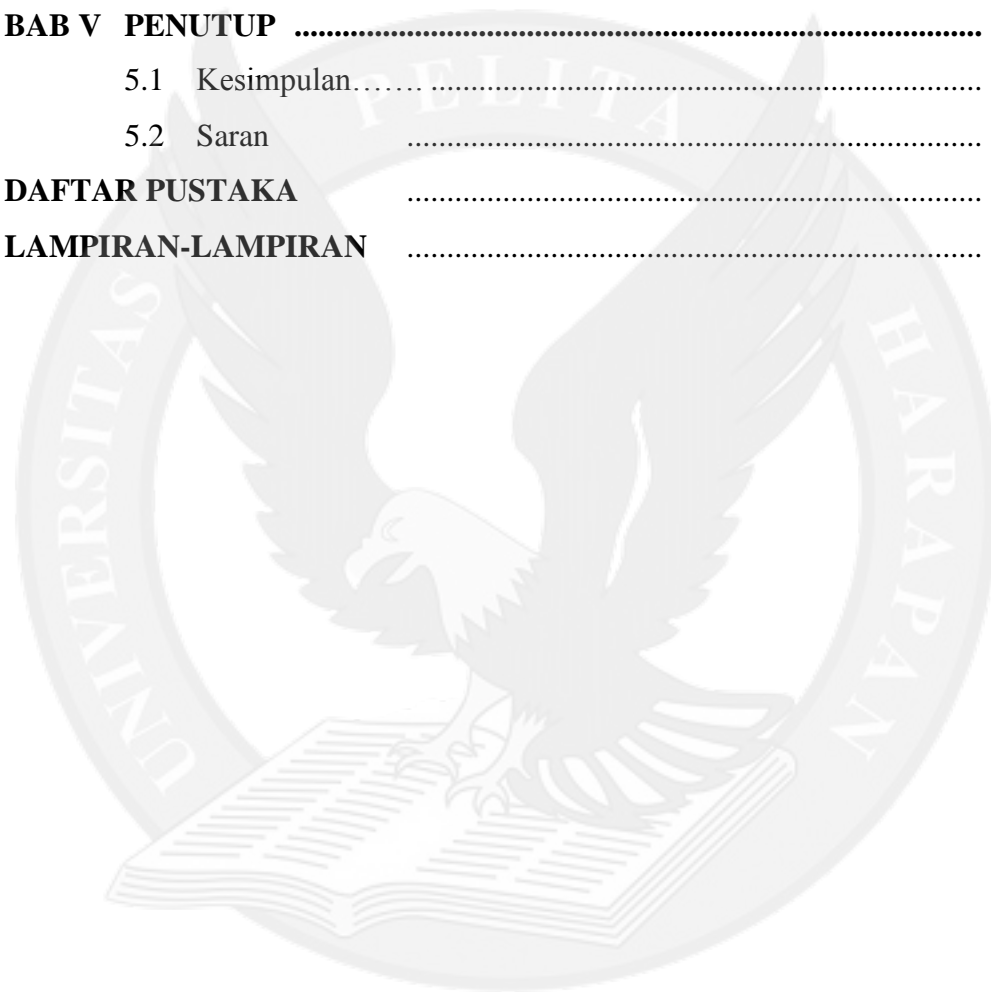 BAB V PENUTUP ........................................................................................
5.1 Kesimpulan……. .....................................................................
5.2 Saran ........................................................................
DAFTAR PUSTAKA ........................................................................
LAMPIRAN-LAMPIRAN ........................................................................
UNIVERSITAS PELITA HARAPAN